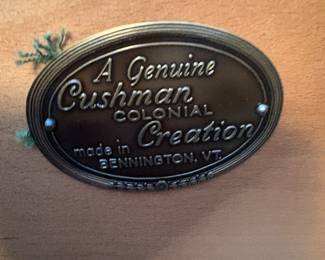 A Genuine
Cushman
COLONIAL
Creation
made in
BENNINGTON, VT.